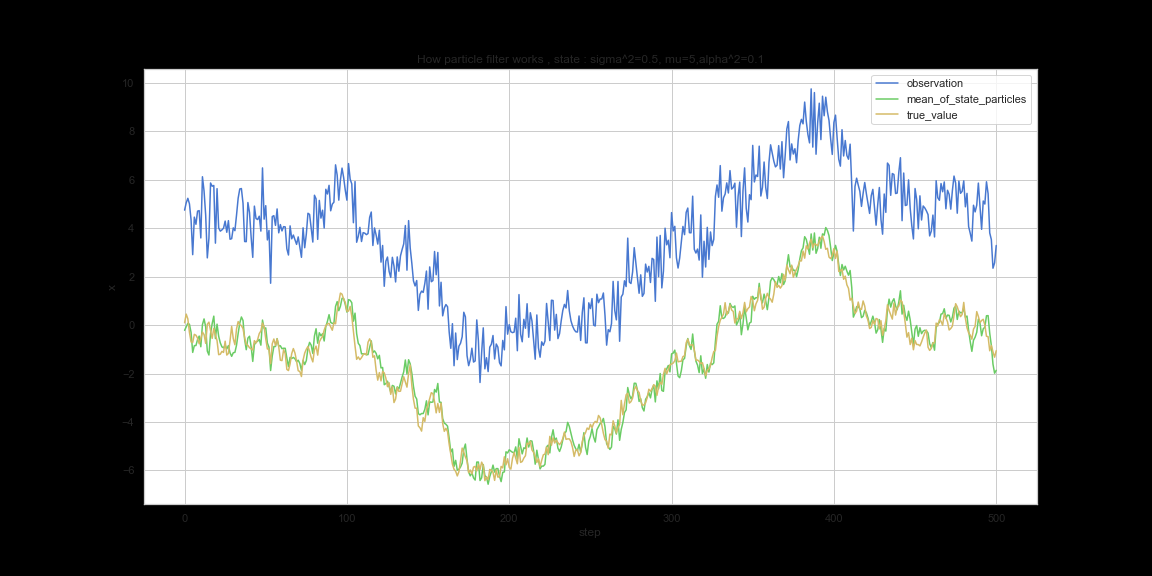 How particle filter works , state : sigma^2=0.5, mu=5,alpha^2=0.1
observation
mean_of_state_particles
true_value
10
8
6
4
2
0
−2
−4
−6
x
0 100 200 300 400 500
step